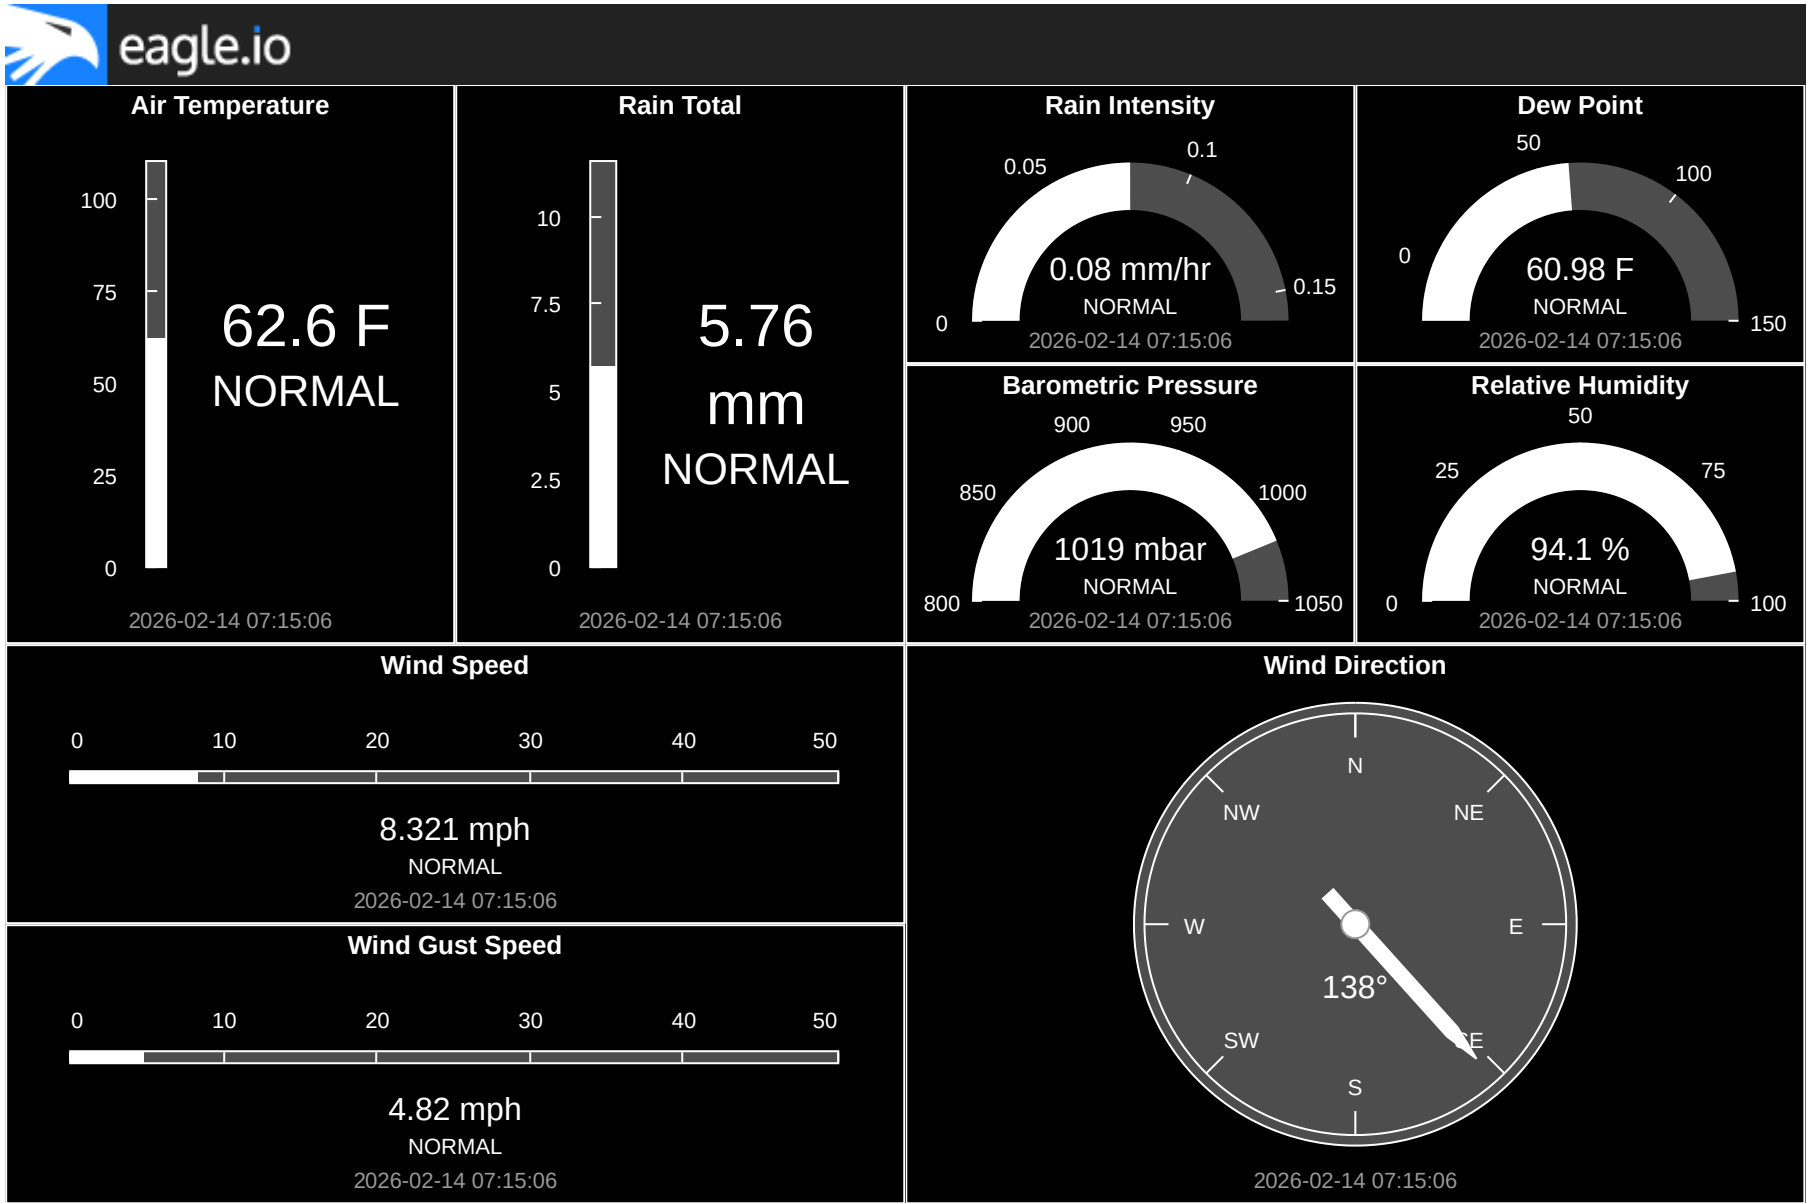 eagle.io
Air Temperature
100
75
50
25
0
62.6 F
NORMAL
2026-02-14 07:15:06
Rain Total
10
7.5
5
2.5
0
5.76
mm
NORMAL
2026-02-14 07:15:06
Rain Intensity
0
0.05
0.1
0.15
0.08 mm/hr
NORMAL
2026-02-14 07:15:06
Dew Point
0
50
100
150
60.98 F
NORMAL
2026-02-14 07:15:06
Barometric Pressure
800
850
900
950
1000
1050
1019 mbar
NORMAL
2026-02-14 07:15:06
Relative Humidity
0
25
50
75
100
94.1 %
NORMAL
2026-02-14 07:15:06
Wind Speed
0 10 20 30 40 50
8.321 mph
NORMAL
2026-02-14 07:15:06
Wind Gust Speed
0 10 20 30 40 50
4.82 mph
NORMAL
2026-02-14 07:15:06
Wind Direction
N
NW NE
W E
138°
SW SE
S
2026-02-14 07:15:06